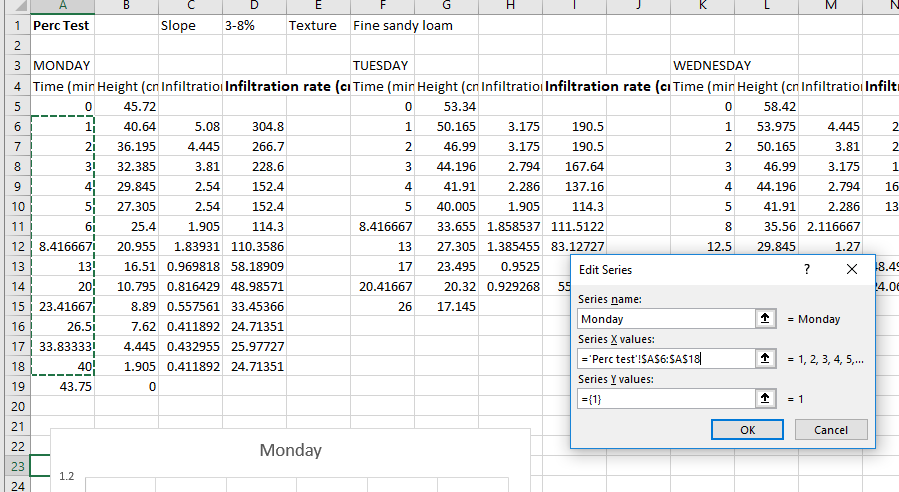 A B C D E F G H I J K L M N
1 Perc Test Slope 3-8% Texture Fine sandy loam
2
3 MONDAY TUESDAY WEDNESDAY
4 Time (min Height (cm Infiltratio Infiltration rate (c Time (min Height (cm Infiltratio Infiltration rate (c Time (min Height (cm Infiltratio Infilt
5 0 45.72 0 53.34 0 58.42
6 1 40.64 5.08 304.8 1 50.165 3.175 190.5 1 53.975 4.445 2
7 2 36.195 4.445 266.7 2 46.99 3.175 190.5 2 50.165 3.81 2
8 3 32.385 3.81 228.6 3 44.196 2.794 167.64 3 46.99 3.175 1
9 4 29.845 2.54 152.4 4 41.91 2.286 137.16 4 44.196 2.794 16
10 5 27.305 2.54 152.4 5 40.005 1.905 114.3 5 41.91 2.286 13
11 6 25.4 1.905 114.3 8.416667 33.655 1.858537 111.5122 8 35.56 2.116667
12 8.416667 20.955 1.83931 110.3586 13 27.305 1.385455 83.12727 12.5 29.845 1.27
13 13 16.51 0.969818 58.18909 17 23.495 0.9525 8.49
14 20 10.795 0.816429 48.98571 20.41667 20.32 0.929268 55 24.06
15 23.41667 8.89 0.557561 33.45366 26 17.145
16 26.5 7.62 0.411892 24.71351
17 33.83333 4.445 0.432955 25.97727
18 40 1.905 0.411892 24.71351
19 43.75 0
20
21
22
23
24
Edit Series ? ×
Series name:
Monday = Monday
Series X values:
='Perc test'!$A$6:$A$18 = 1, 2, 3, 4, 5,...
Series Y values:
={1} = 1
OK Cancel
Monday
1.2